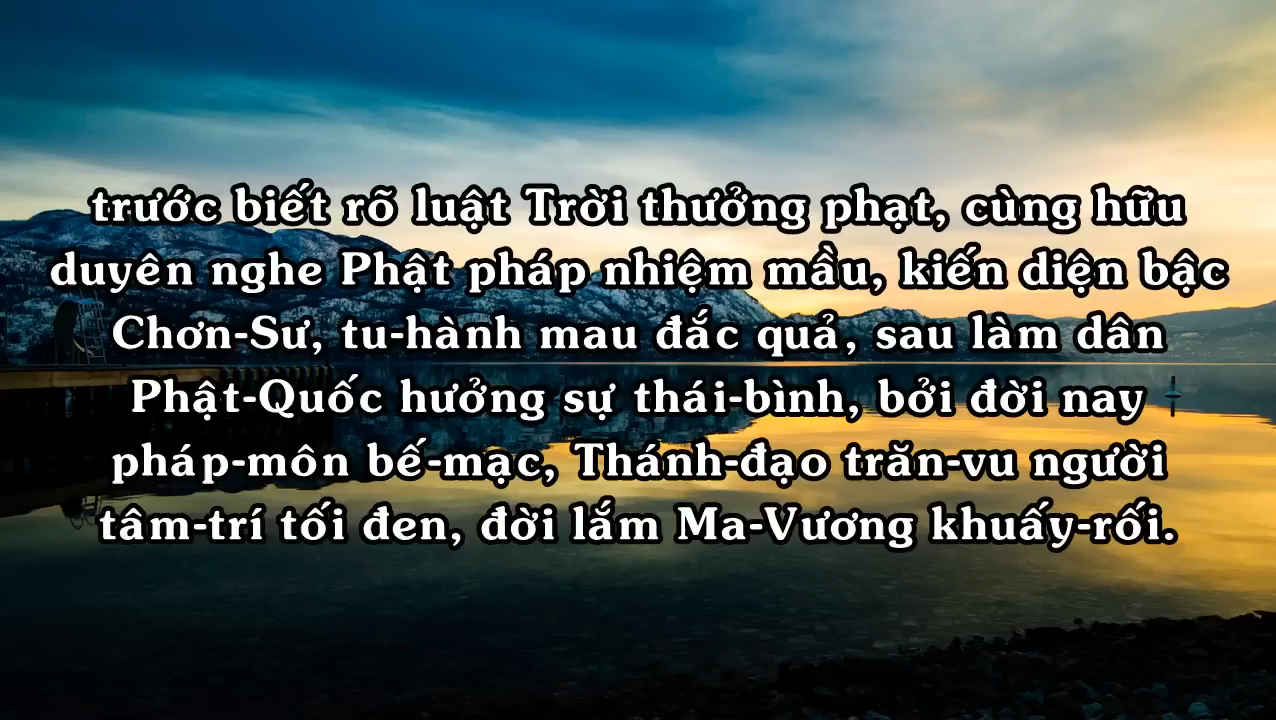 trước biết rõ luật Trời thưởng phạt, cùng hữu
duyên nghe Phật pháp nhiệm mầu, kiến diện bậc
Chơn-Sư, tu-hành mau đắc quả, sau làm dân
Phật-Quốc hưởng sự thái-bình, bởi đời nay
pháp-môn bế-mạc, Thánh-đạo trăn-vu người
tâm-trí tối đen, đời lắm Ma-Vương khuấy-rối.